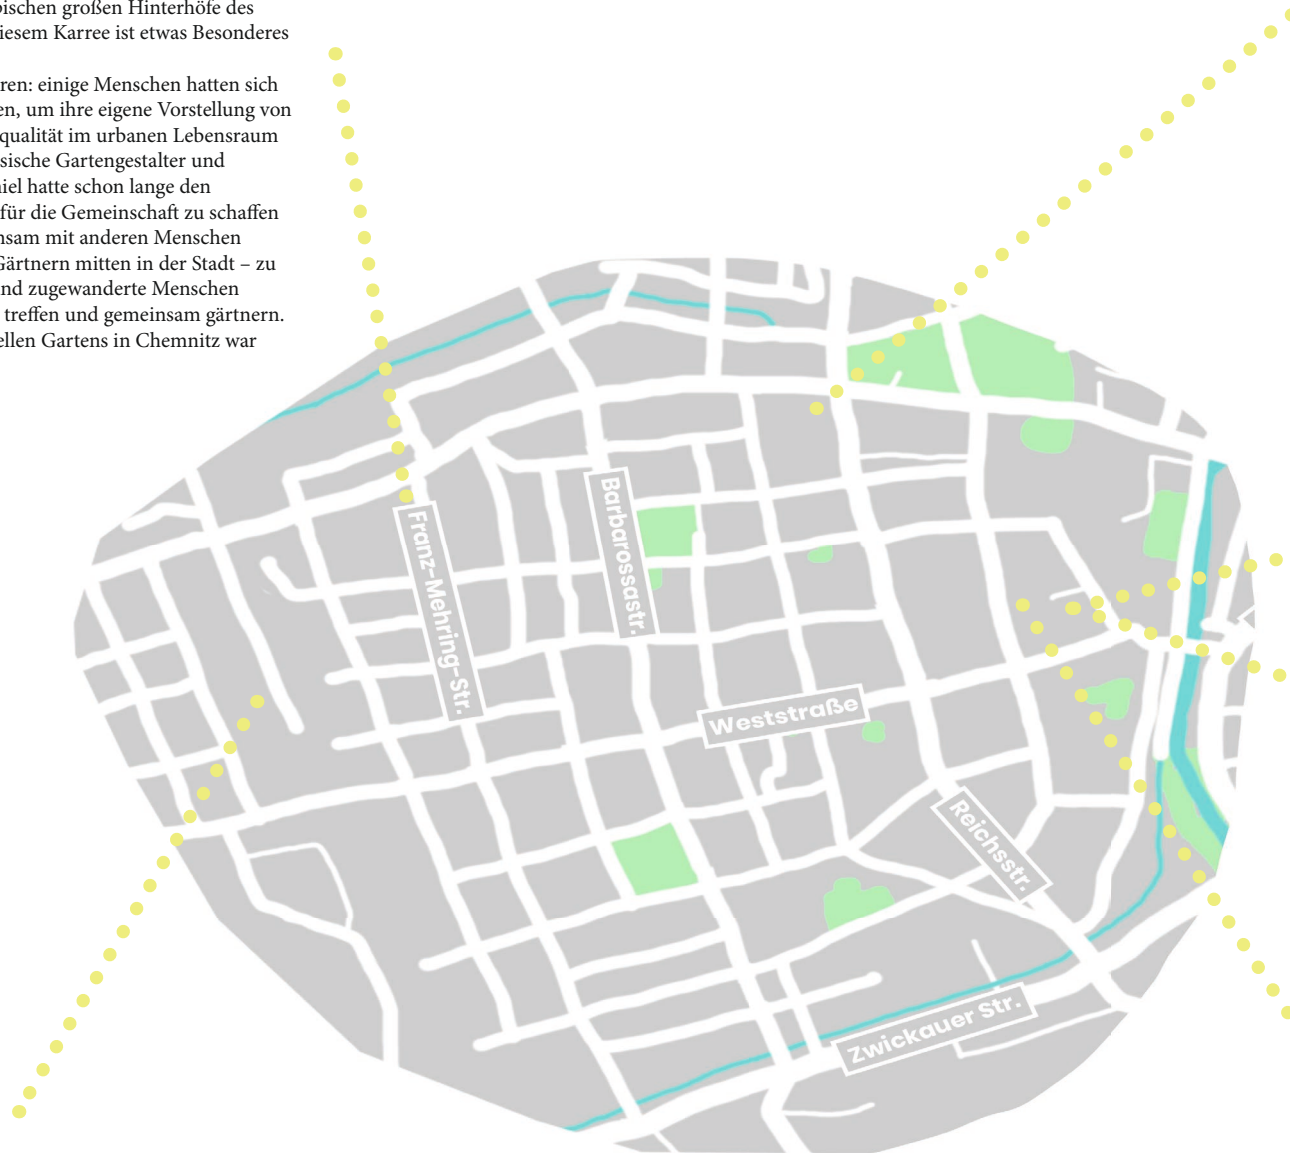 bischen großen Hinterhöfe des
iesem Karree ist etwas Besonderes
ren: einige Menschen hatten sich
en, um ihre eigene Vorstellung von
qualität im urbanen Lebensraum
sische Gartengestalter und
niel hatte schon lange den
für die Gemeinschaft zu schaffen
nsam mit anderen Menschen
Gärtnern mitten in der Stadt – zu
nd zugewanderte Menschen
treffen und gemeinsam gärtnern.
ellen Gartens in Chemnitz war
Franz-Mehring-Str.
Barbarossastr.
Weststraße
Reichsstr.
Zwickauer Str.